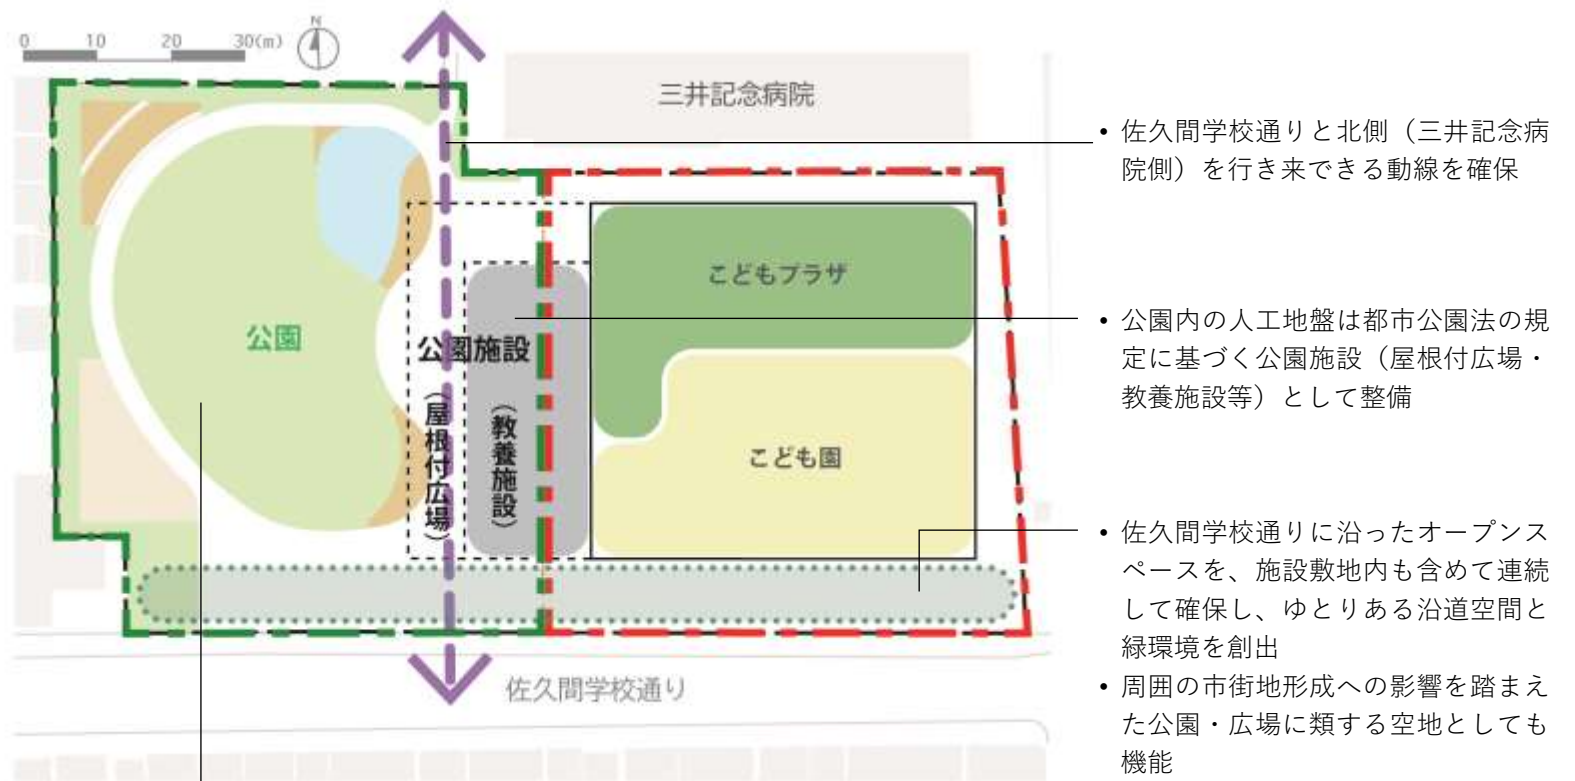 N
0 10 20 30(m)
三井記念病院
• 佐久間学校通りと北側（三井記念病
院側）を行き来できる動線を確保
こどもプラザ
• 公園内の人工地盤は都市公園法の規
定に基づく公園施設（屋根付広場・
教養施設等）として整備
公園
公園施設
（屋根付広場）
（教養施設）
こども園
• 佐久間学校通りに沿ったオープンス
ペースを、施設敷地内も含めて連続
して確保し、ゆとりある沿道空間と
緑環境を創出
• 周囲の市街地形成への影響を踏まえ
た公園・広場に類する空地としても
機能
佐久間学校通り